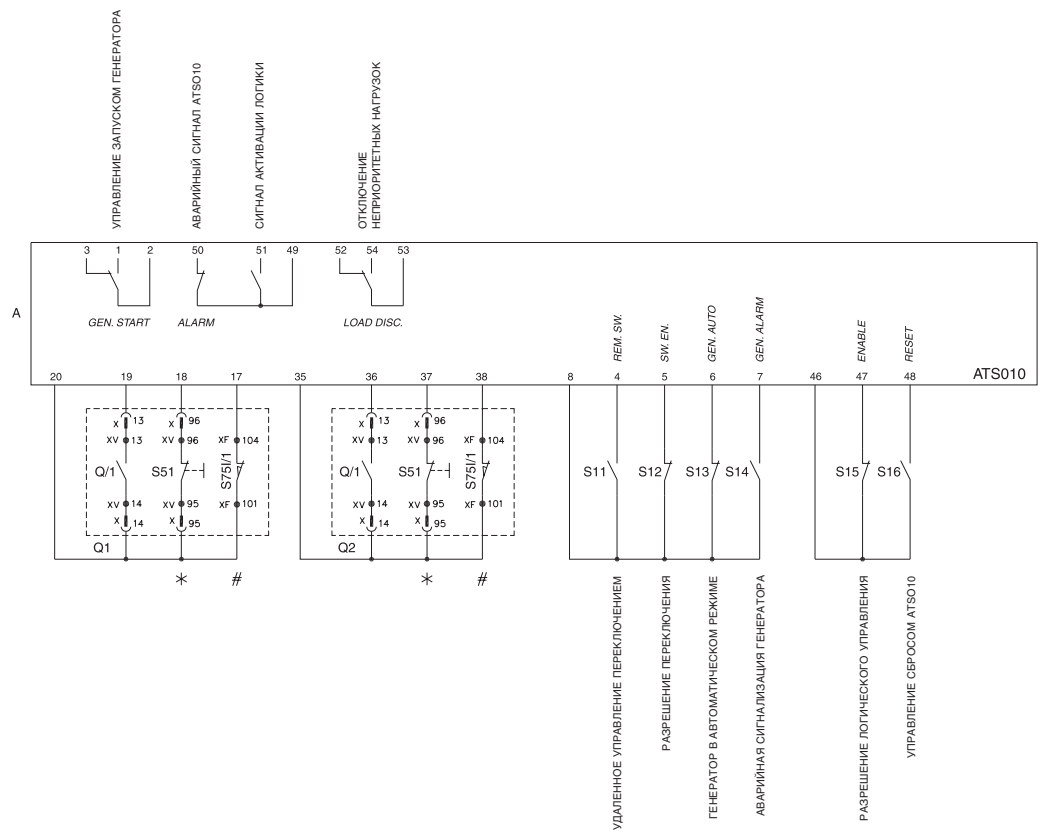 УПРАВЛЕНИЕ ЗАПУСКОМ ГЕНЕРАТОРА
АВАРИЙНЫЙ СИГНАЛ ATSO10
СИГНАЛ АКТИВАЦИИ ЛОГИКИ
ОТКЛЮЧЕНИЕ
НЕПРИОРИТЕТНЫХ НАГРУЗОК
3 1 2 50 51 49 52 54 53
A
GEN. START ALARM LOAD DISC.
REM. SW.
SW. EN.
GEN. AUTO
GEN. ALARM
ENABLE
RESET
ATS010
20 19 18 17 35 36 37 38 8 4 5 6 7 46 47 48
X 13 X 96 X 13 X 96
XV 13 XV 96 XF 104 XV 13 XV 96 XF 104
Q/1 S51 S75I/1 Q/1 S51 S75I/1 S11 S12 S13 S14 S15 S16
XV 14 XV 95 XF 101 XV 14 XV 95 XF 101
X 14 X 95 X 14 X 95
Q1 Q2
* # * #
УДАЛЕННОЕ УПРАВЛЕНИЕ ПЕРЕКЛЮЧЕНИЕМ
РАЗРЕШЕНИЕ ПЕРЕКЛЮЧЕНИЯ
ГЕНЕРАТОР В АВТОМАТИЧЕСКОМ РЕЖИМЕ
АВАРИЙНАЯ СИГНАЛИЗАЦИЯ ГЕНЕРАТОРА
РАЗРЕШЕНИЕ ЛОГИЧЕСКОГО УПРАВЛЕНИЯ
УПРАВЛЕНИЕ СБРОСОМ ATSO10